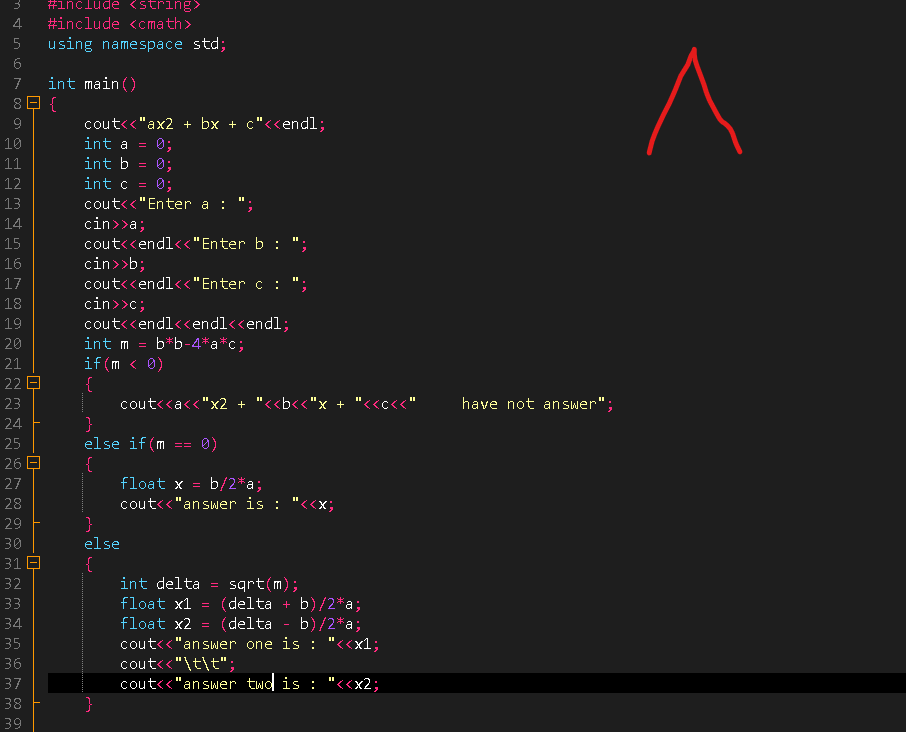 3 #include <string>
4 #include <cmath>
5 using namespace std;
6
7 int main()
8 {
9 cout<<"ax2 + bx + c"<<endl;
10 int a = 0;
11 int b = 0;
12 int c = 0;
13 cout<<"Enter a : ";
14 cin>>a;
15 cout<<endl<<"Enter b : ";
16 cin>>b;
17 cout<<endl<<"Enter c : ";
18 cin>>c;
19 cout<<endl<<endl<<endl;
20 int m = b*b-4*a*c;
21 if(m < 0)
22 {
23 cout<<a<<"x2 + "<<b<<"x + "<<c<<"     have not answer";
24 }
25 else if(m == 0)
26 {
27 float x = b/2*a;
28 cout<<"answer is : "<<x;
29 }
30 else
31 {
32 int delta = sqrt(m);
33 float x1 = (delta + b)/2*a;
34 float x2 = (delta - b)/2*a;
35 cout<<"answer one is : "<<x1;
36 cout<<"\t\t";
37 cout<<"answer two is : "<<x2;
38 }
39